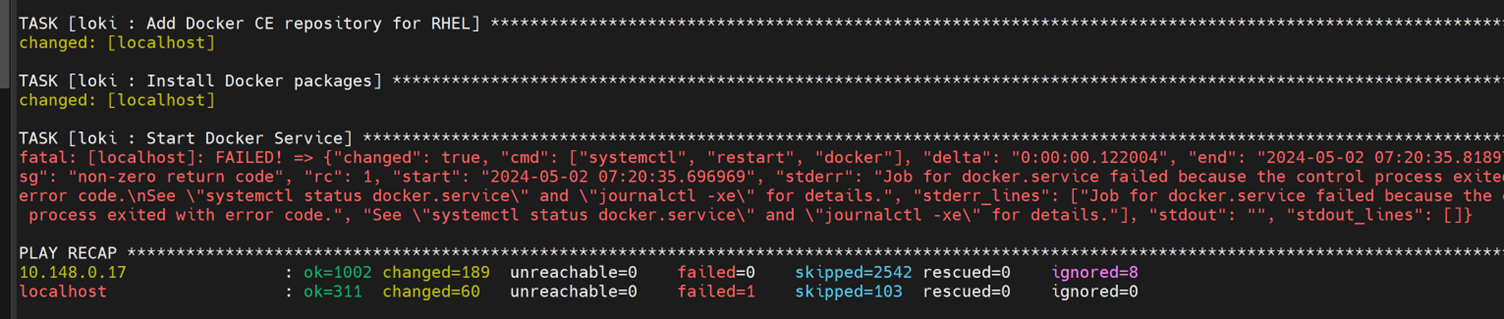 TASK [loki : Add Docker CE repository for RHEL] ********************************************************************************************************
changed: [localhost]
TASK [loki : Install Docker packages] ******************************************************************************************************************
changed: [localhost]
TASK [loki : Start Docker Service] *********************************************************************************************************************
fatal: [localhost]: FAILED! => {"changed": true, "cmd": ["systemctl", "restart", "docker"], "delta": "0:00:00.122004", "end": "2024-05-02 07:20:35.8189
sg": "non-zero return code", "rc": 1, "start": "2024-05-02 07:20:35.696969", "stderr": "Job for docker.service failed because the control process exite
error code.\nSee \"systemctl status docker.service\" and \"journalctl -xe\" for details.", "stderr_lines": ["Job for docker.service failed because the
process exited with error code.", "See \"systemctl status docker.service\" and \"journalctl -xe\" for details."], "stdout": "", "stdout_lines": []}
PLAY RECAP *********************************************************************************************************************************************
10.148.0.17 : ok=1002 changed=189 unreachable=0 failed=0 skipped=2542 rescued=0 ignored=8
localhost : ok=311 changed=60 unreachable=0 failed=1 skipped=103 rescued=0 ignored=0